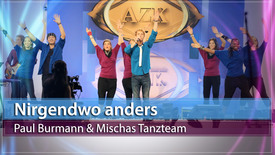 AZK
Nirgendwo anders
Paul Burmann & Mischas Tanzteam